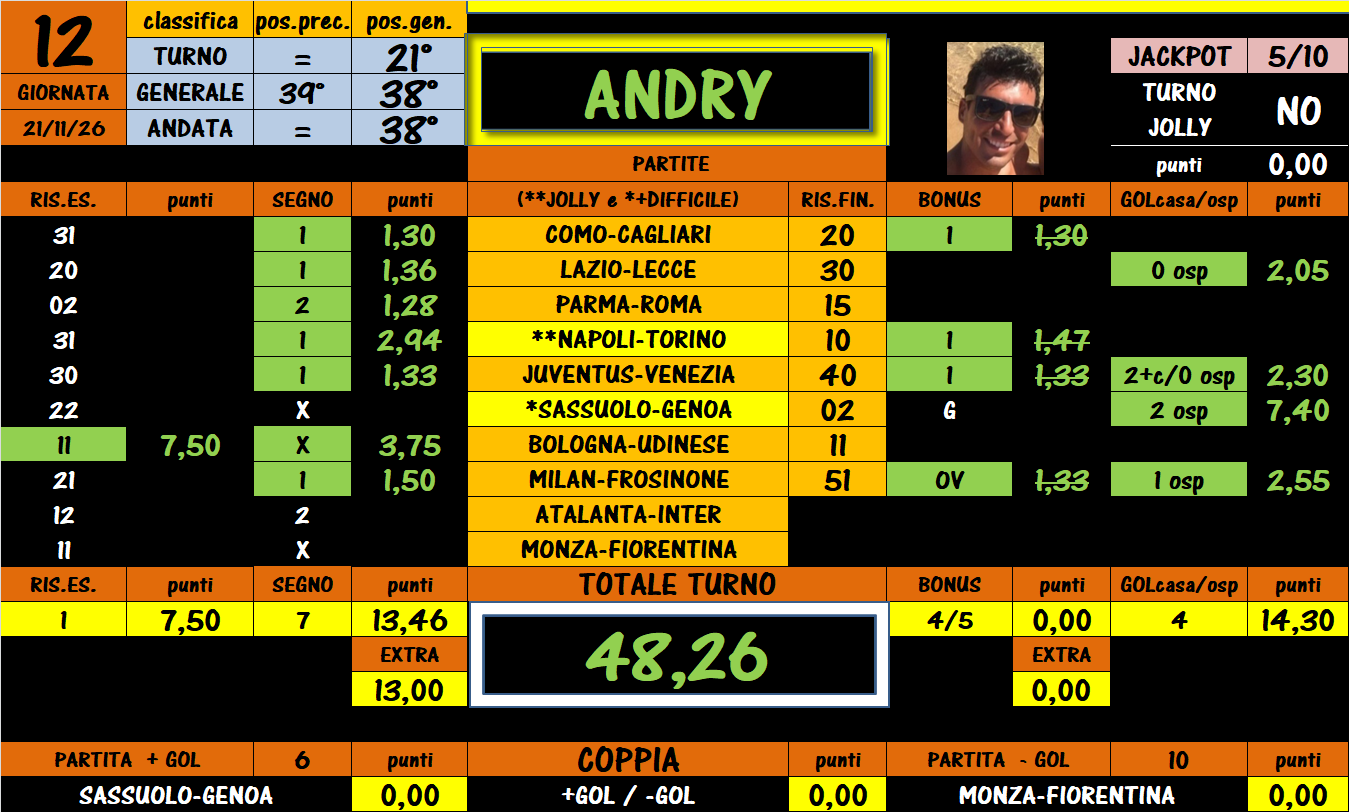 12 classifica pos.prec. pos.gen.
TURNO = 21° ANDRY JACKPOT 5/10
GIORNATA GENERALE 39° 38° TURNO JOLLY NO
21/11/26 ANDATA = 38°
PARTITE punti 0,00
RIS.ES. punti SEGNO punti (**JOLLY e *+DIFFICILE) RIS.FIN. BONUS punti GOLcasa/osp punti
31 1 1,30 COMO-CAGLIARI 20 1 1,30
20 1 1,36 LAZIO-LECCE 30 0 osp 2,05
02 2 1,28 PARMA-ROMA 15
31 1 2,94 **NAPOLI-TORINO 10 1 1,47
30 1 1,33 JUVENTUS-VENEZIA 40 1 1,33 2+c/0 osp 2,30
22 X *SASSUOLO-GENOA 02 G 2 osp 7,40
11 7,50 X 3,75 BOLOGNA-UDINESE 11
21 1 1,50 MILAN-FROSINONE 51 OV 1,33 1 osp 2,55
12 2 ATALANTA-INTER
11 X MONZA-FIORENTINA
RIS.ES. punti SEGNO punti TOTALE TURNO BONUS punti GOLcasa/osp punti
1 7,50 7 13,46 48,26 4/5 0,00 4 14,30
EXTRA EXTRA
13,00 0,00
PARTITA + GOL 6 punti COPPIA punti PARTITA - GOL 10 punti
SASSUOLO-GENOA 0,00 +GOL / -GOL 0,00 MONZA-FIORENTINA 0,00